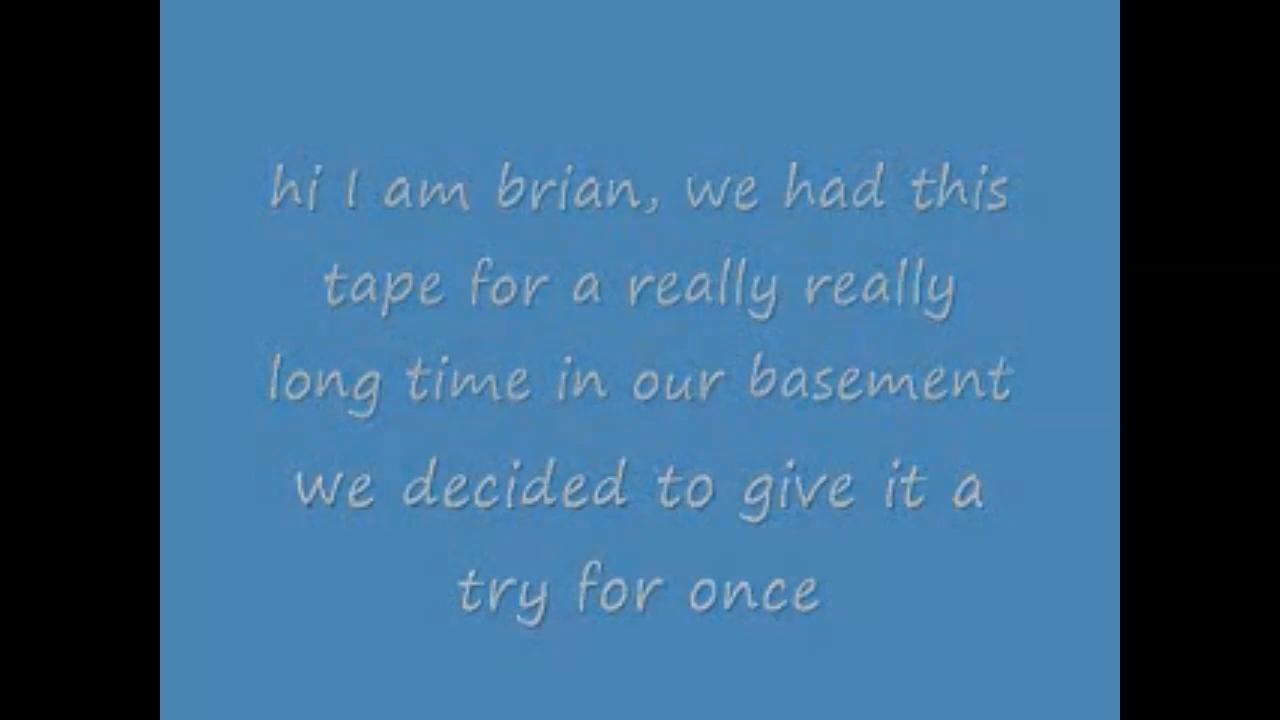 hi I am brian, we had this
tape for a really really
long time in our basement
we decided to give it a
try for once